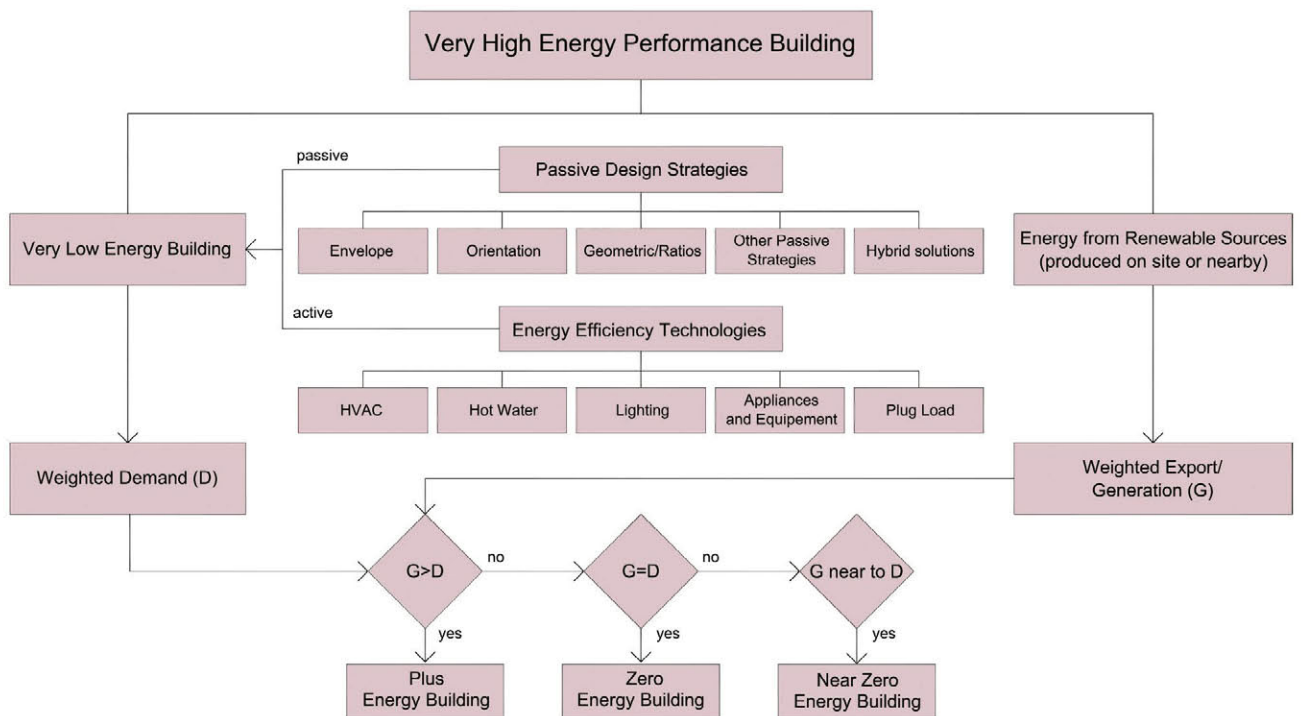 Very High Energy Performance Building
passive
Passive Design Strategies
Very Low Energy Building
Envelope
Orientation
Geometric/Ratios
Other Passive
Strategies
Hybrid solutions
Energy from Renewable Sources
(produced on site or nearby)
active
Energy Efficiency Technologies
HVAC
Hot Water
Lighting
Appliances
and Equipement
Plug Load
Weighted Demand (D)
Weighted Export/
Generation (G)
G>D
no
G=D
no
G near to D
yes
yes
yes
Plus
Energy Building
Zero
Energy Building
Near Zero
Energy Building